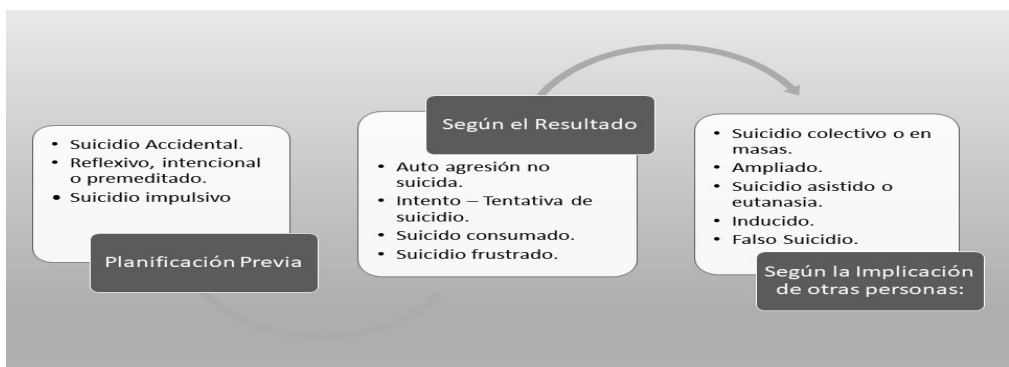 • Suicidio Accidental.
• Reflexivo, intencional
o premeditado.
• Suicidio impulsivo
Planificación Previa
Según el Resultado
• Auto agresión no
suicida.
• Intento – Tentativa de
suicidio.
• Suicido consumado.
• Suicidio frustrado.
• Suicidio colectivo o en
masas.
• Ampliado.
• Suicidio asistido o
eutanasia.
• Inducido.
• Falso Suicidio.
Según la Implicación
de otras personas: